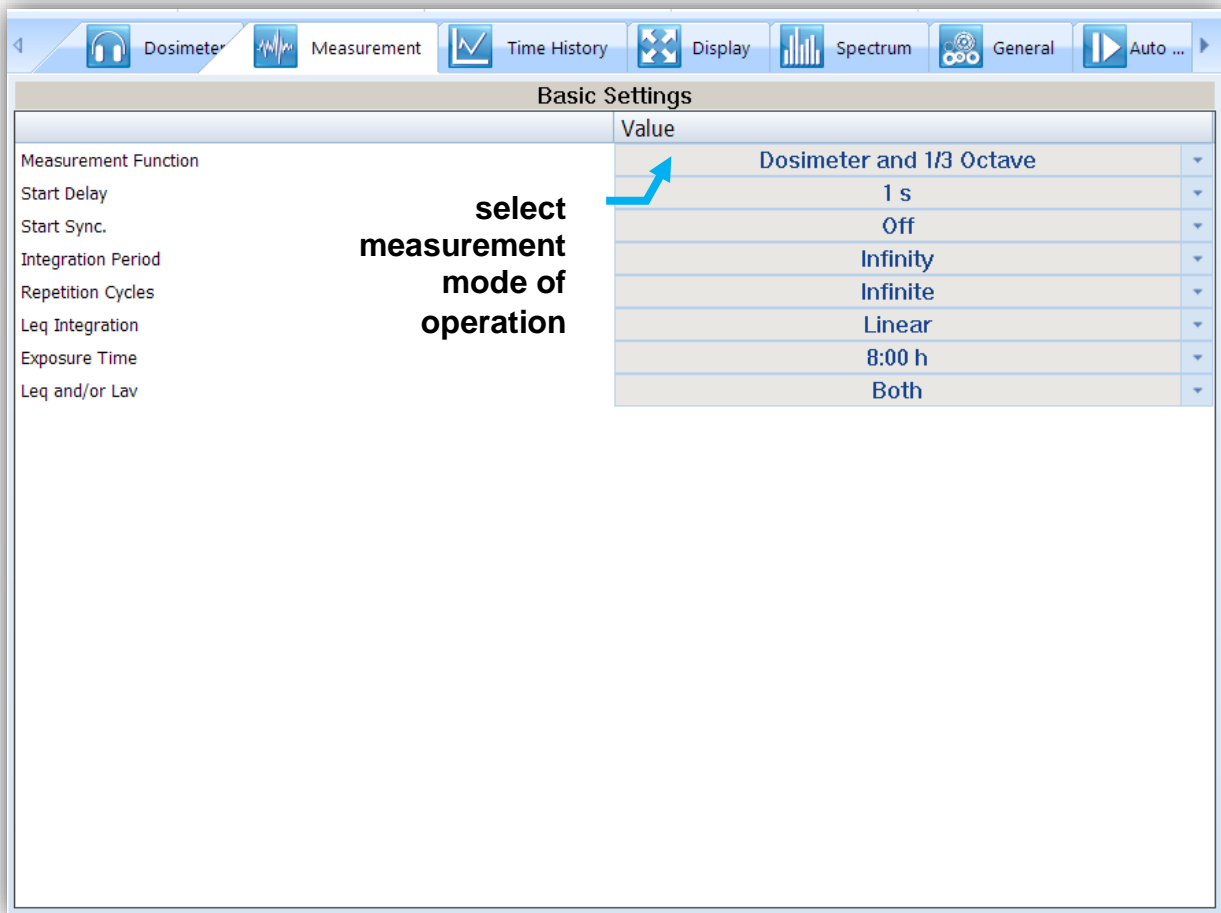 Dosimeter Measurement Time History Display Spectrum General Auto ...
Basic Settings
Value
Measurement Function Dosimeter and 1/3 Octave
Start Delay 1 s
Start Sync. Off
Integration Period Infinity
Repetition Cycles Infinite
Leq Integration Linear
Exposure Time 8:00 h
Leq and/or Lav Both
select
measurement
mode of
operation